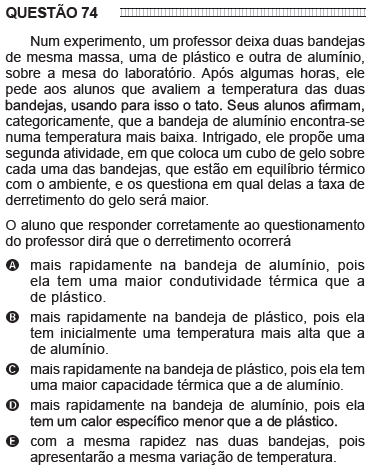 QUESTÃO 74
Num experimento, um professor deixa duas bandejas
de mesma massa, uma de plástico e outra de alumínio,
sobre a mesa do laboratório. Após algumas horas, ele
pede aos alunos que avaliem a temperatura das duas
bandejas, usando para isso o tato. Seus alunos afirmam,
categoricamente, que a bandeja de alumínio encontra-se
numa temperatura mais baixa. Intrigado, ele propõe uma
segunda atividade, em que coloca um cubo de gelo sobre
cada uma das bandejas, que estão em equilíbrio térmico
com o ambiente, e os questiona em qual delas a taxa de
derretimento do gelo será maior.
O aluno que responder corretamente ao questionamento
do professor dirá que o derretimento ocorrerá
A mais rapidamente na bandeja de alumínio, pois
ela tem uma maior condutividade térmica que a
de plástico.
B mais rapidamente na bandeja de plástico, pois ela
tem inicialmente uma temperatura mais alta que a
de alumínio.
C mais rapidamente na bandeja de plástico, pois ela tem
uma maior capacidade térmica que a de alumínio.
D mais rapidamente na bandeja de alumínio, pois ela
tem um calor específico menor que a de plástico.
E com a mesma rapidez nas duas bandejas, pois
apresentarão a mesma variação de temperatura.